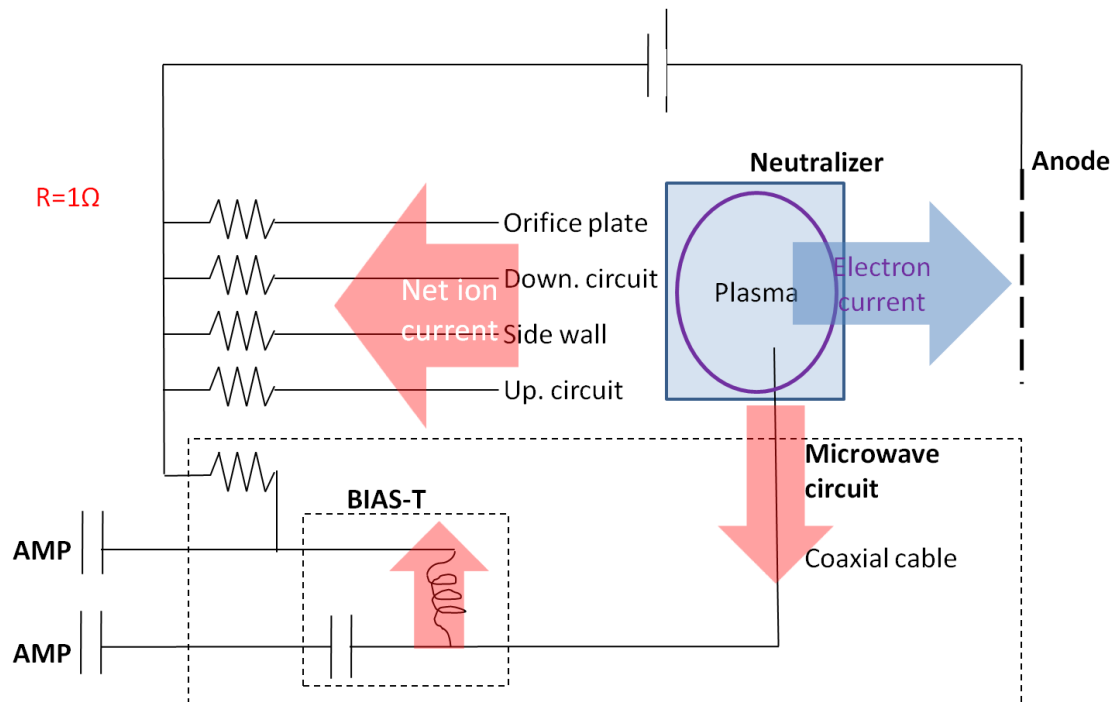 Neutralizer
Anode
R=1Ω
Orifice plate
Down. circuit
Net ion
current
Side wall
Up. circuit
Plasma
Electron
current
Microwave
circuit
BIAS-T
AMP
Coaxial cable
AMP